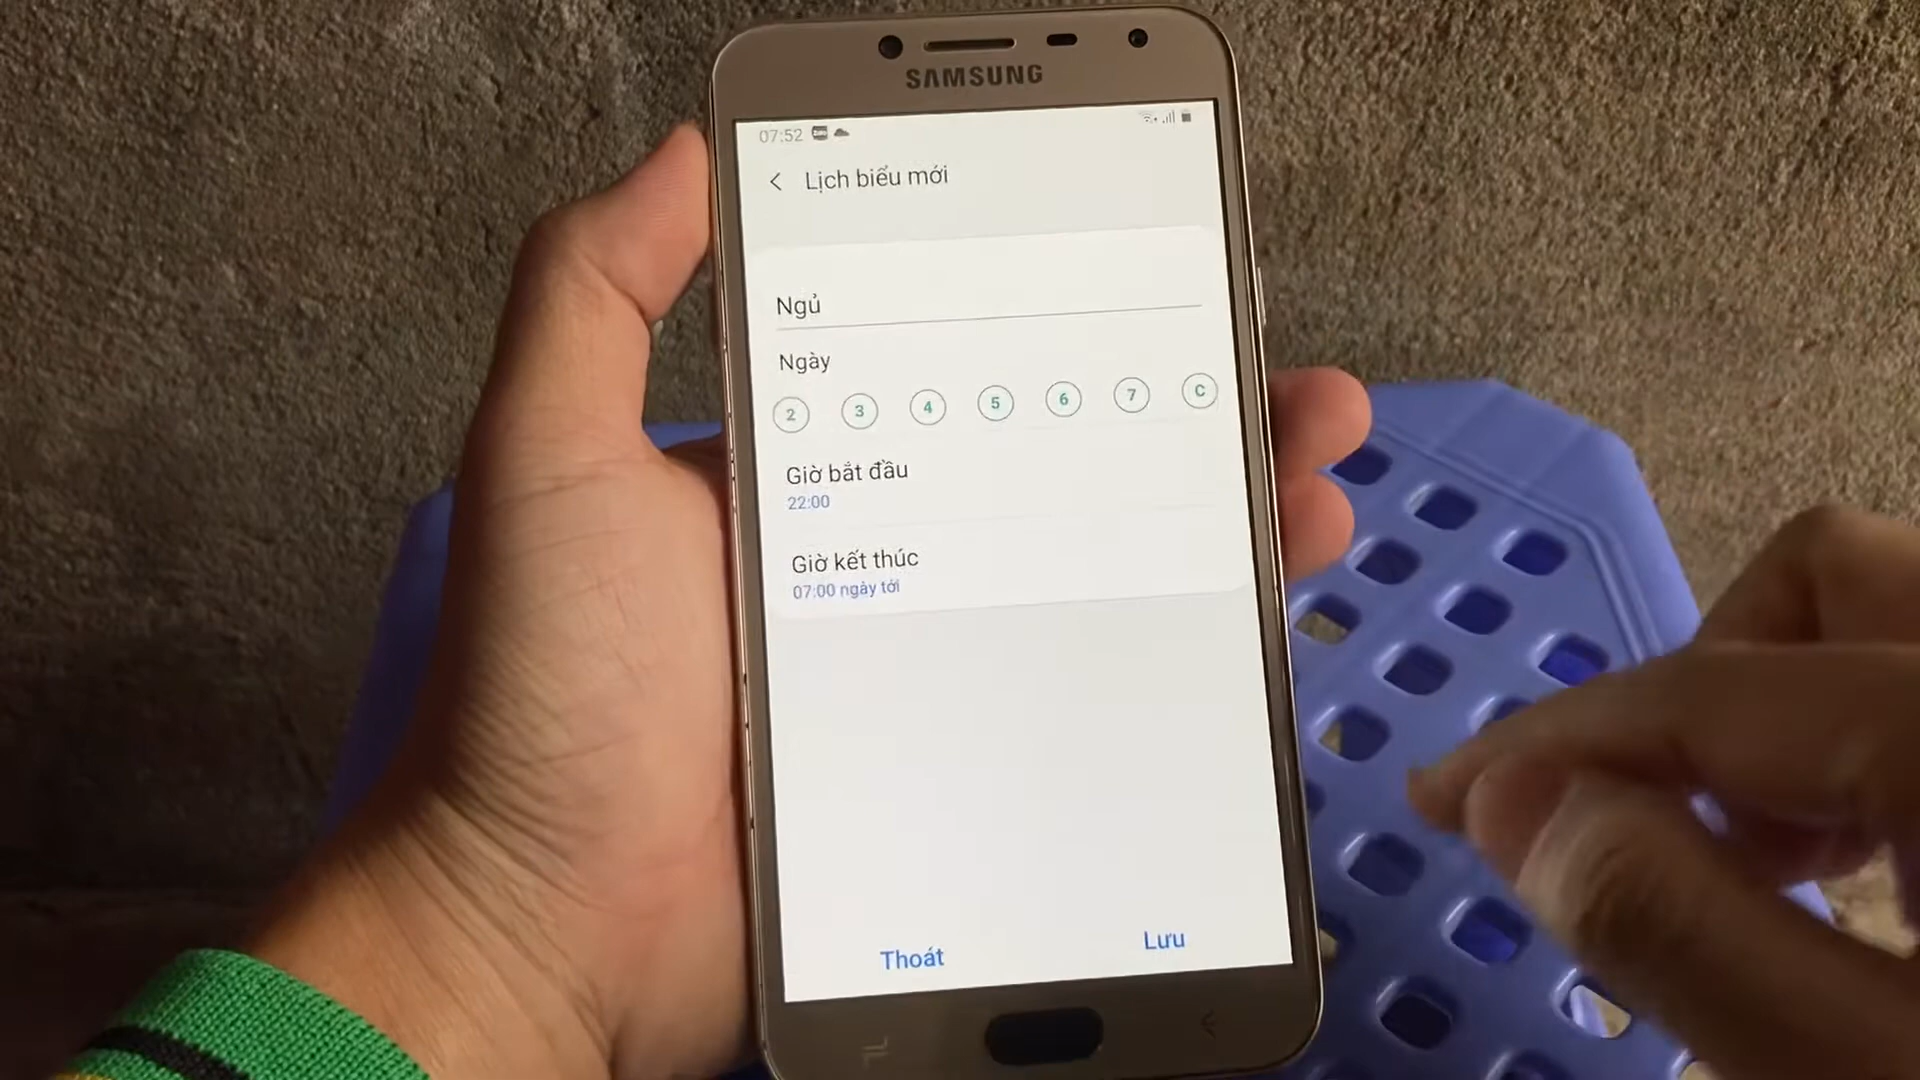 SAMSUNG
07:52
Lịch biểu mới
Ngủ
Ngày
2 3 4 5 6 7 C
Giờ bắt đầu
22:00
Giờ kết thúc
07:00 ngày tới
Thoát Lưu